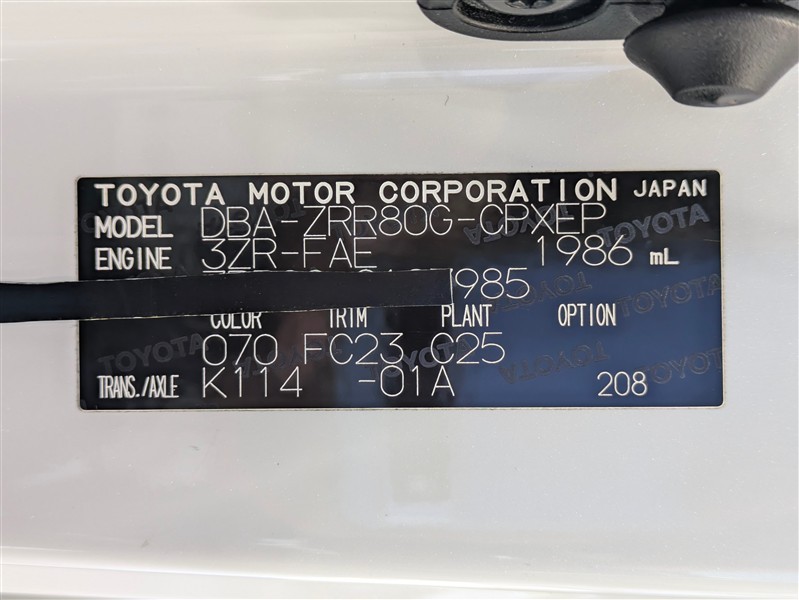 TOYOTA MOTOR CORPORATION JAPAN
MODEL DBA-ZRR80G-CPXEP
ENGINE 3ZR-FAE 1986 mL
985
COLOR TRIM PLANT OPTION
070 FC23 C25
TRANS./AXLE K114 -01A 208